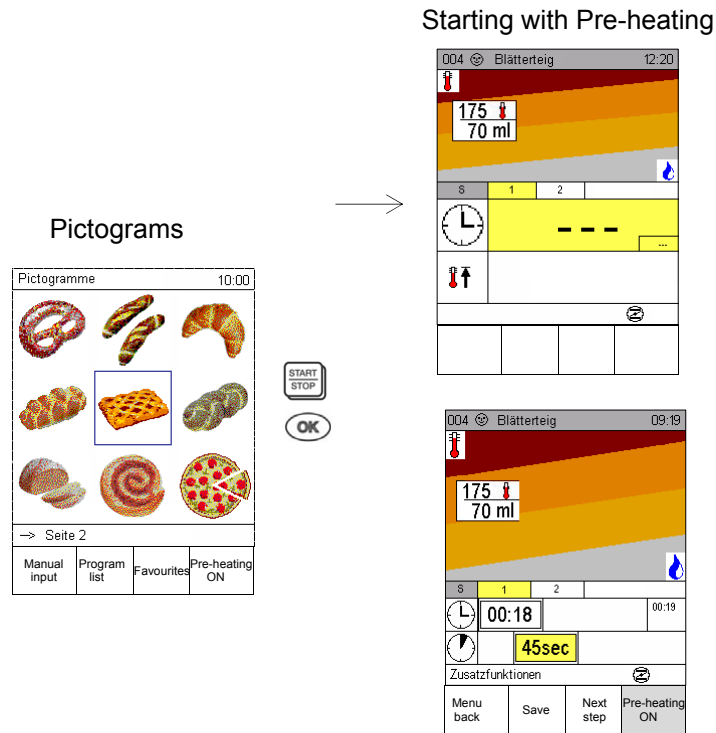 Starting with Pre-heating
004 Blätterteig 12:20
175
70 ml
S 1 2
- - -
...
Pictograms
Pictogramme 10:00
START
STOP
OK
--> Seite 2
Manual input
Program list
Favourites
Pre-heating ON
004 Blätterteig 09:19
175
70 ml
S 1 2
00:18
00:19
45sec
Zusatzfunktionen
Menu back
Save
Next step
Pre-heating ON